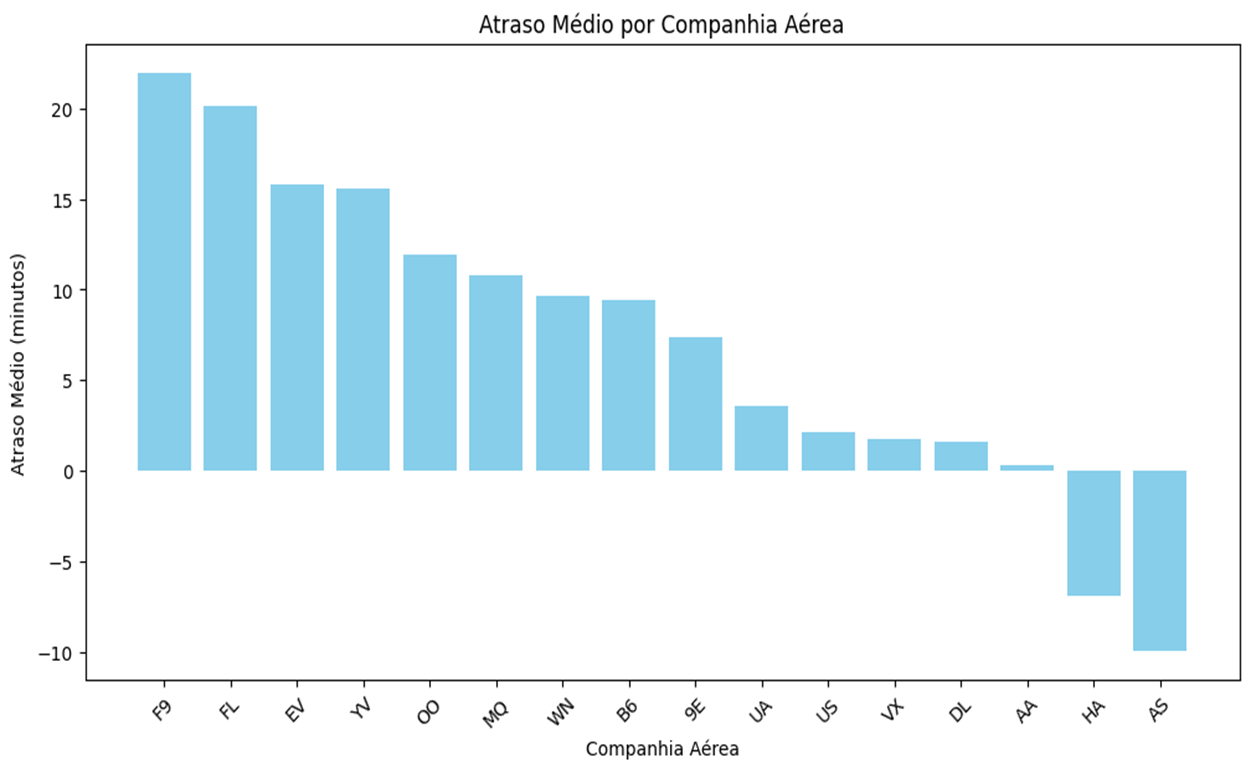 Atraso Médio por Companhia Aérea
Atraso Médio (minutos)
20
15
10
5
0
−5
−10
F9 FL EV YV OO MQ WN B6 9E UA US VX DL AA HA AS
Companhia Aérea